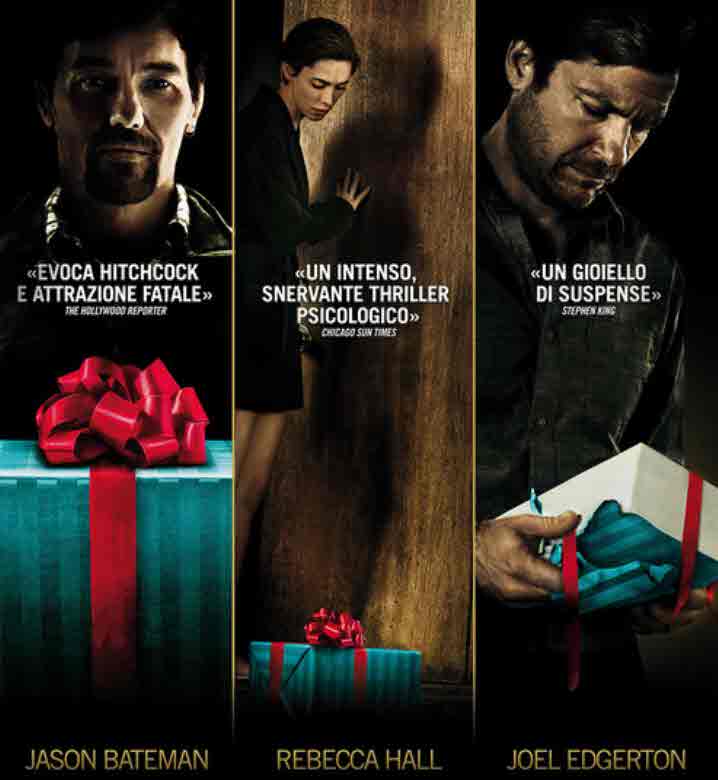 «EVOCA HITCHCOCK
E ATTRAZIONE FATALE»
THE HOLLYWOOD REPORTER
«UN INTENSO,
SNERVANTE THRILLER
PSICOLOGICO»
CHICAGO SUN TIMES
«UN GIOIELLO
DI SUSPENSE»
STEPHEN KING
JASON BATEMAN
REBECCA HALL
JOEL EDGERTON